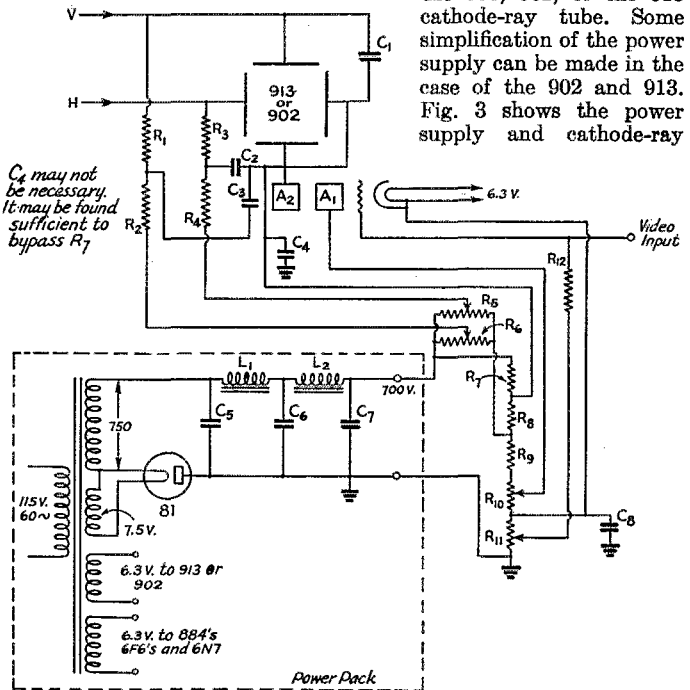 cathode-ray tube. Some
simplification of the power
supply can be made in the
case of the 902 and 913.
Fig. 3 shows the power
supply and cathode-ray
V
H
C1
913
or
902
R1
R3
C2
C3
R2
R4
A2
A1
6.3 V.
C4 may not
be necessary.
It may be found
sufficient to
bypass R7
C4
Video
Input
R12
R5
R6
L1
L2
700 V.
R7
R8
C5
C6
C7
R9
R10
R11
C8
750
115 V.
60~
81
7.5 V.
6.3 V. to 913 or
902
6.3 V. to 884's
6F6's and 6N7
Power Pack